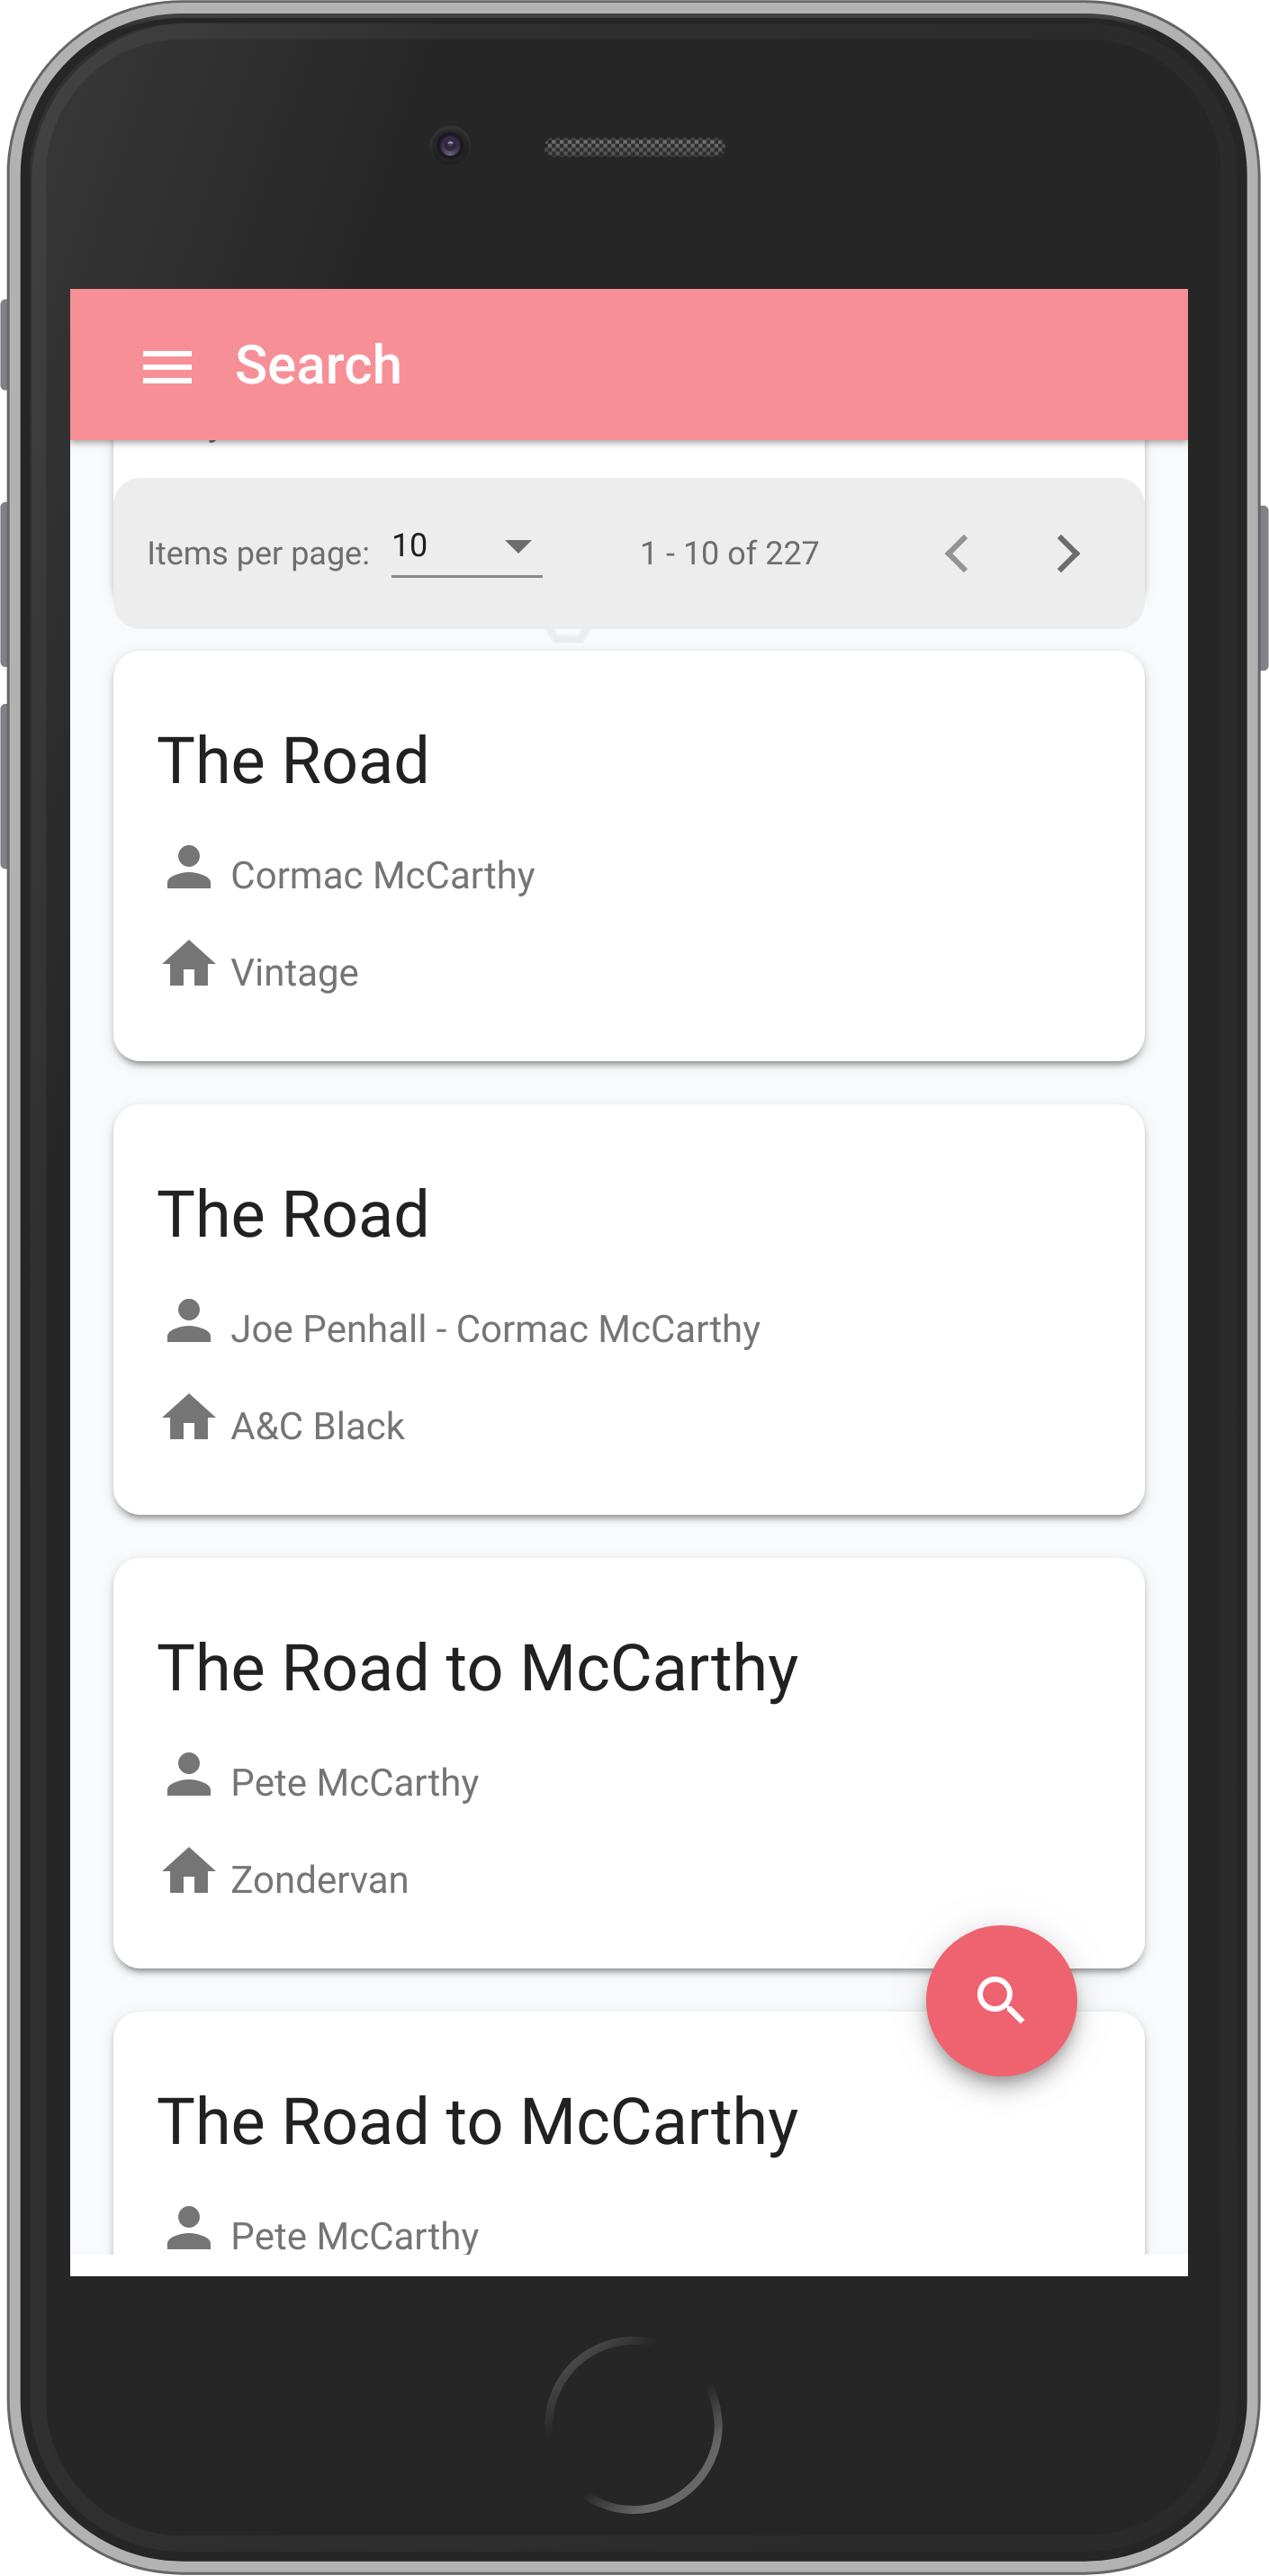 Search
Items per page: 10 1 - 10 of 227
The Road
Cormac McCarthy
Vintage
The Road
Joe Penhall - Cormac McCarthy
A&C Black
The Road to McCarthy
Pete McCarthy
Zondervan
The Road to McCarthy
Pete McCarthy